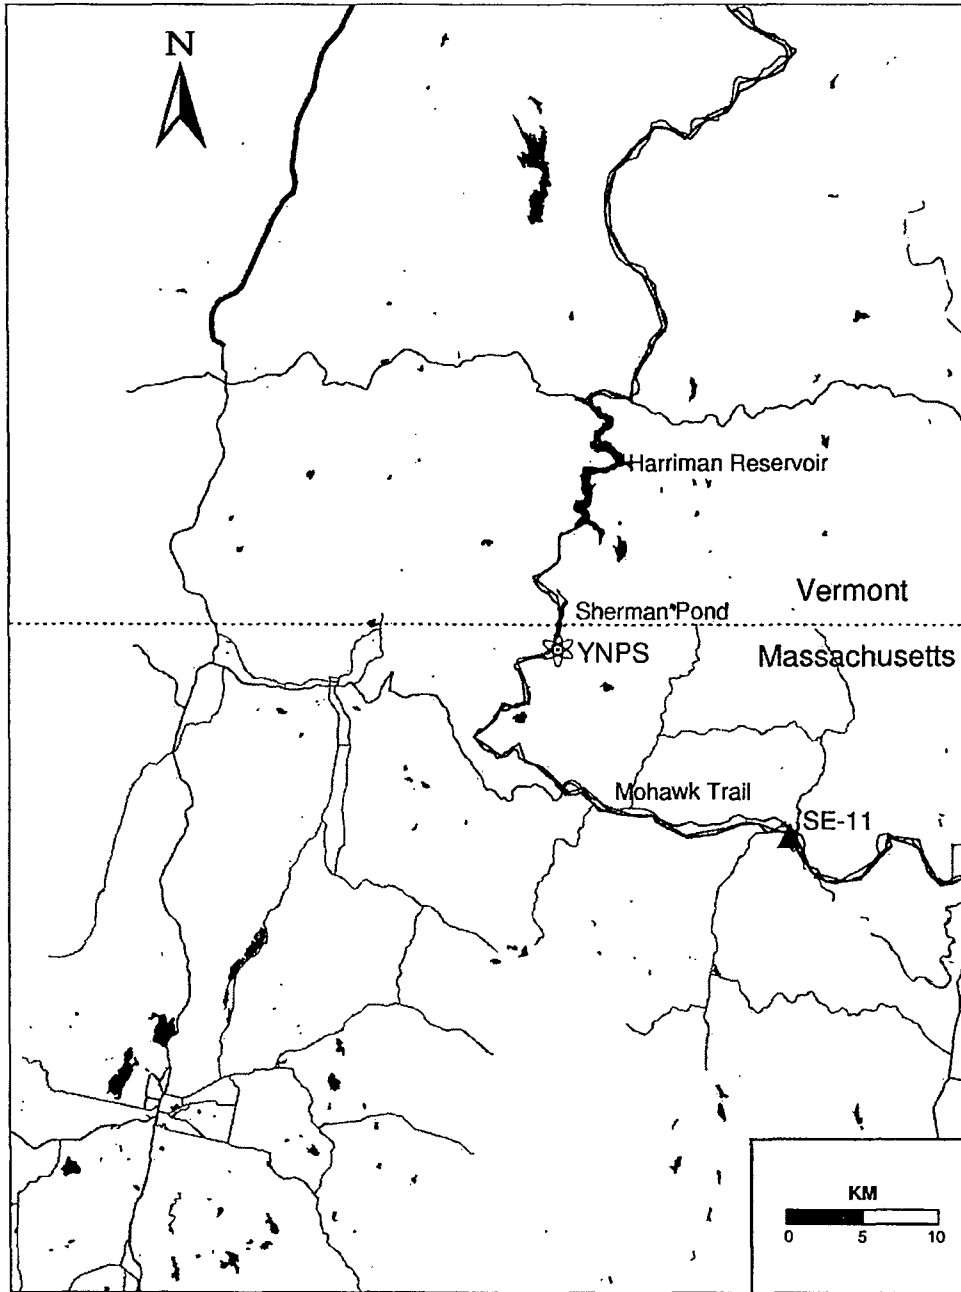 N
Harriman Reservoir
Vermont
Sherman Pond
YNPS
Massachusetts
Mohawk Trail
SE-11
KM
0 5 10